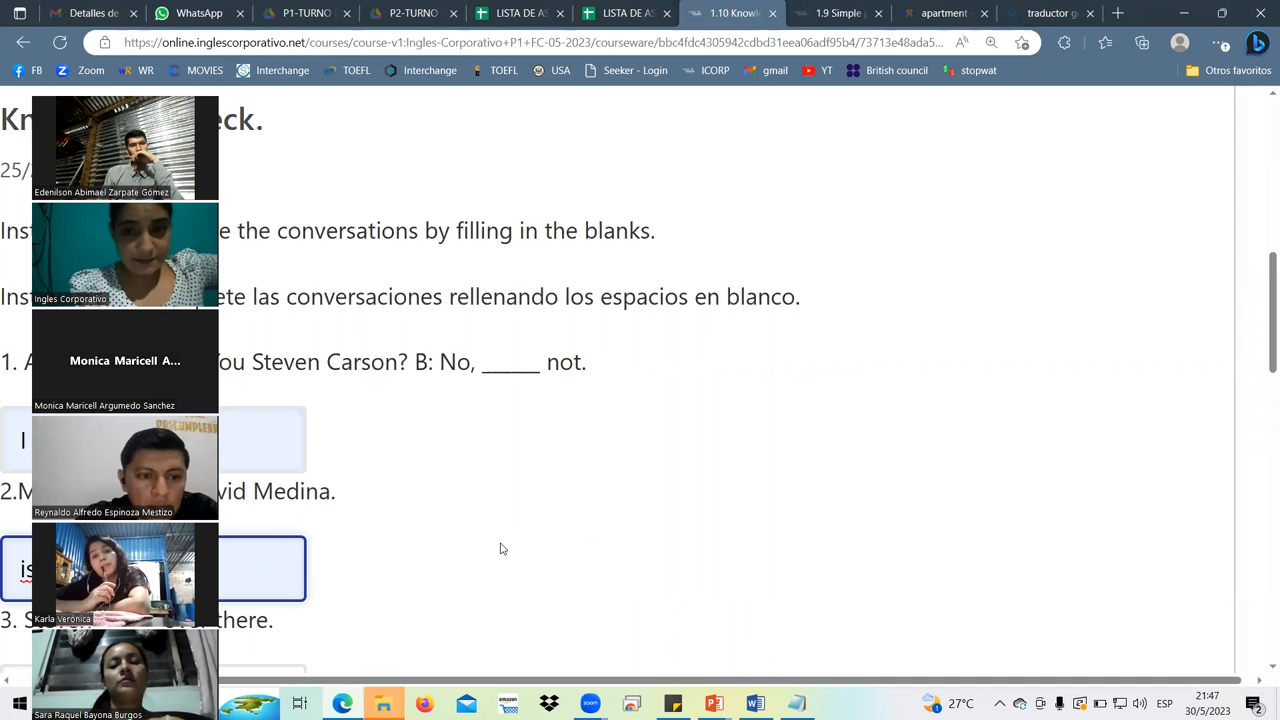 Detalles de
WhatsApp
P1-TURNO
P2-TURNO
LISTA DE AS
LISTA DE AS
1.10 Knowl
1.9 Simple
apartment
traductor g
https://online.inglescorporativo.net/courses/course-v1:Ingles-Corporativo+P1+FC-05-2023/courseware/bbc4fdc4305942cdbd31eea06adf95b4/73713e48ada5...
FB
Zoom
WR
MOVIES
Interchange
TOEFL
Interchange
TOEFL
USA
Seeker - Login
ICORP
gmail
YT
British council
stopwat
Otros favoritos
Kn
eck.
25/
Edenilson Abimael Zarpate Gómez
Inst
e the conversations by filling in the blanks.
Inst
ete las conversaciones rellenando los espacios en blanco.
Ingles Corporativo
1. A
You Steven Carson? B: No, ______ not.
Monica Maricell A...
Monica Maricell Argumedo Sanchez
I
2.M
vid Medina.
Reynaldo Alfredo Espinoza Mestizo
is
Karla Verónica
3. S
there.
Sara Raquel Bayona Burgos
amazon
zoom
27°C
ESP
21:47
30/5/2023
2